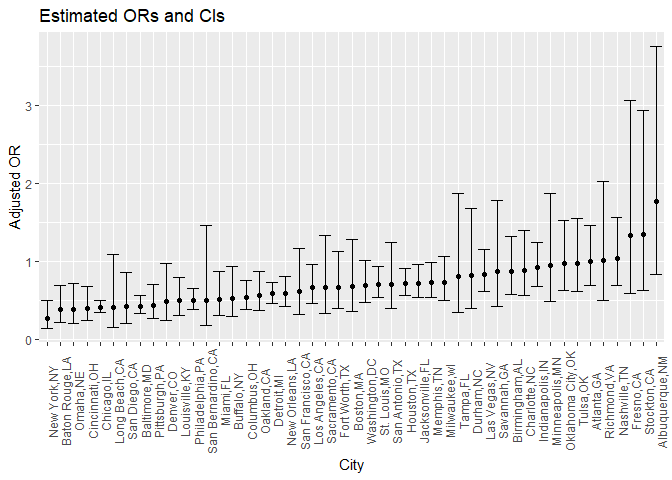 Estimated ORs and CIs
Adjusted OR
3
2
1
0
New York,NY
Baton Rouge,LA
Omaha,NE
Cincinnati,OH
Chicago,IL
Long Beach,CA
San Diego,CA
Baltimore,MD
Pittsburgh,PA
Denver,CO
Louisville,KY
Philadelphia,PA
San Bernardino,CA
Miami,FL
Buffalo,NY
Columbus,OH
Oakland,CA
Detroit,MI
New Orleans,LA
San Francisco,CA
Los Angeles,CA
Sacramento,CA
Fort Worth,TX
Boston,MA
Washington,DC
St. Louis,MO
San Antonio,TX
Houston,TX
Jacksonville,FL
Memphis,TN
Milwaukee,wI
Tampa,FL
Durham,NC
Las Vegas,NV
Savannah,GA
Birmingham,AL
Charlotte,NC
Indianapolis,IN
Minneapolis,MN
Oklahoma City,OK
Tulsa,OK
Atlanta,GA
Richmond,VA
Nashville,TN
Fresno,CA
Stockton,CA
Albuquerque,NM
City